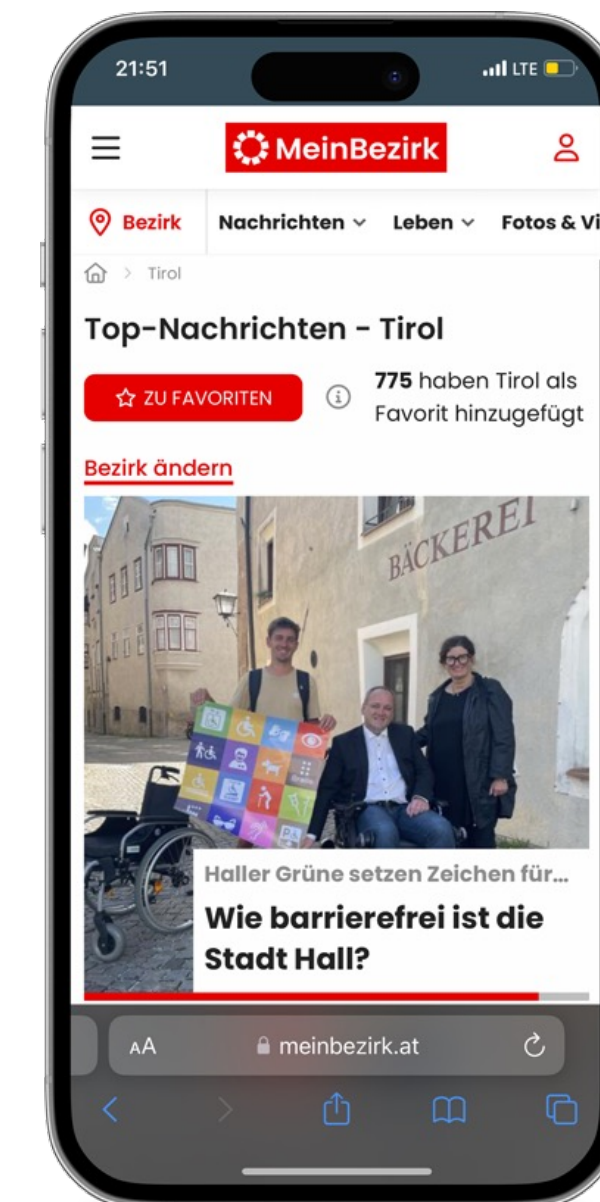 21:51
LTE
MeinBezirk
Bezirk
Nachrichten
Leben
Fotos & Vi
Tirol
Top-Nachrichten – Tirol
ZU FAVORITEN
775 haben Tirol als
Favorit hinzugefügt
Bezirk ändern
BÄCKEREI
Haller Grüne setzen Zeichen für...
Wie barrierefrei ist die
Stadt Hall?
AA
meinbezirk.at